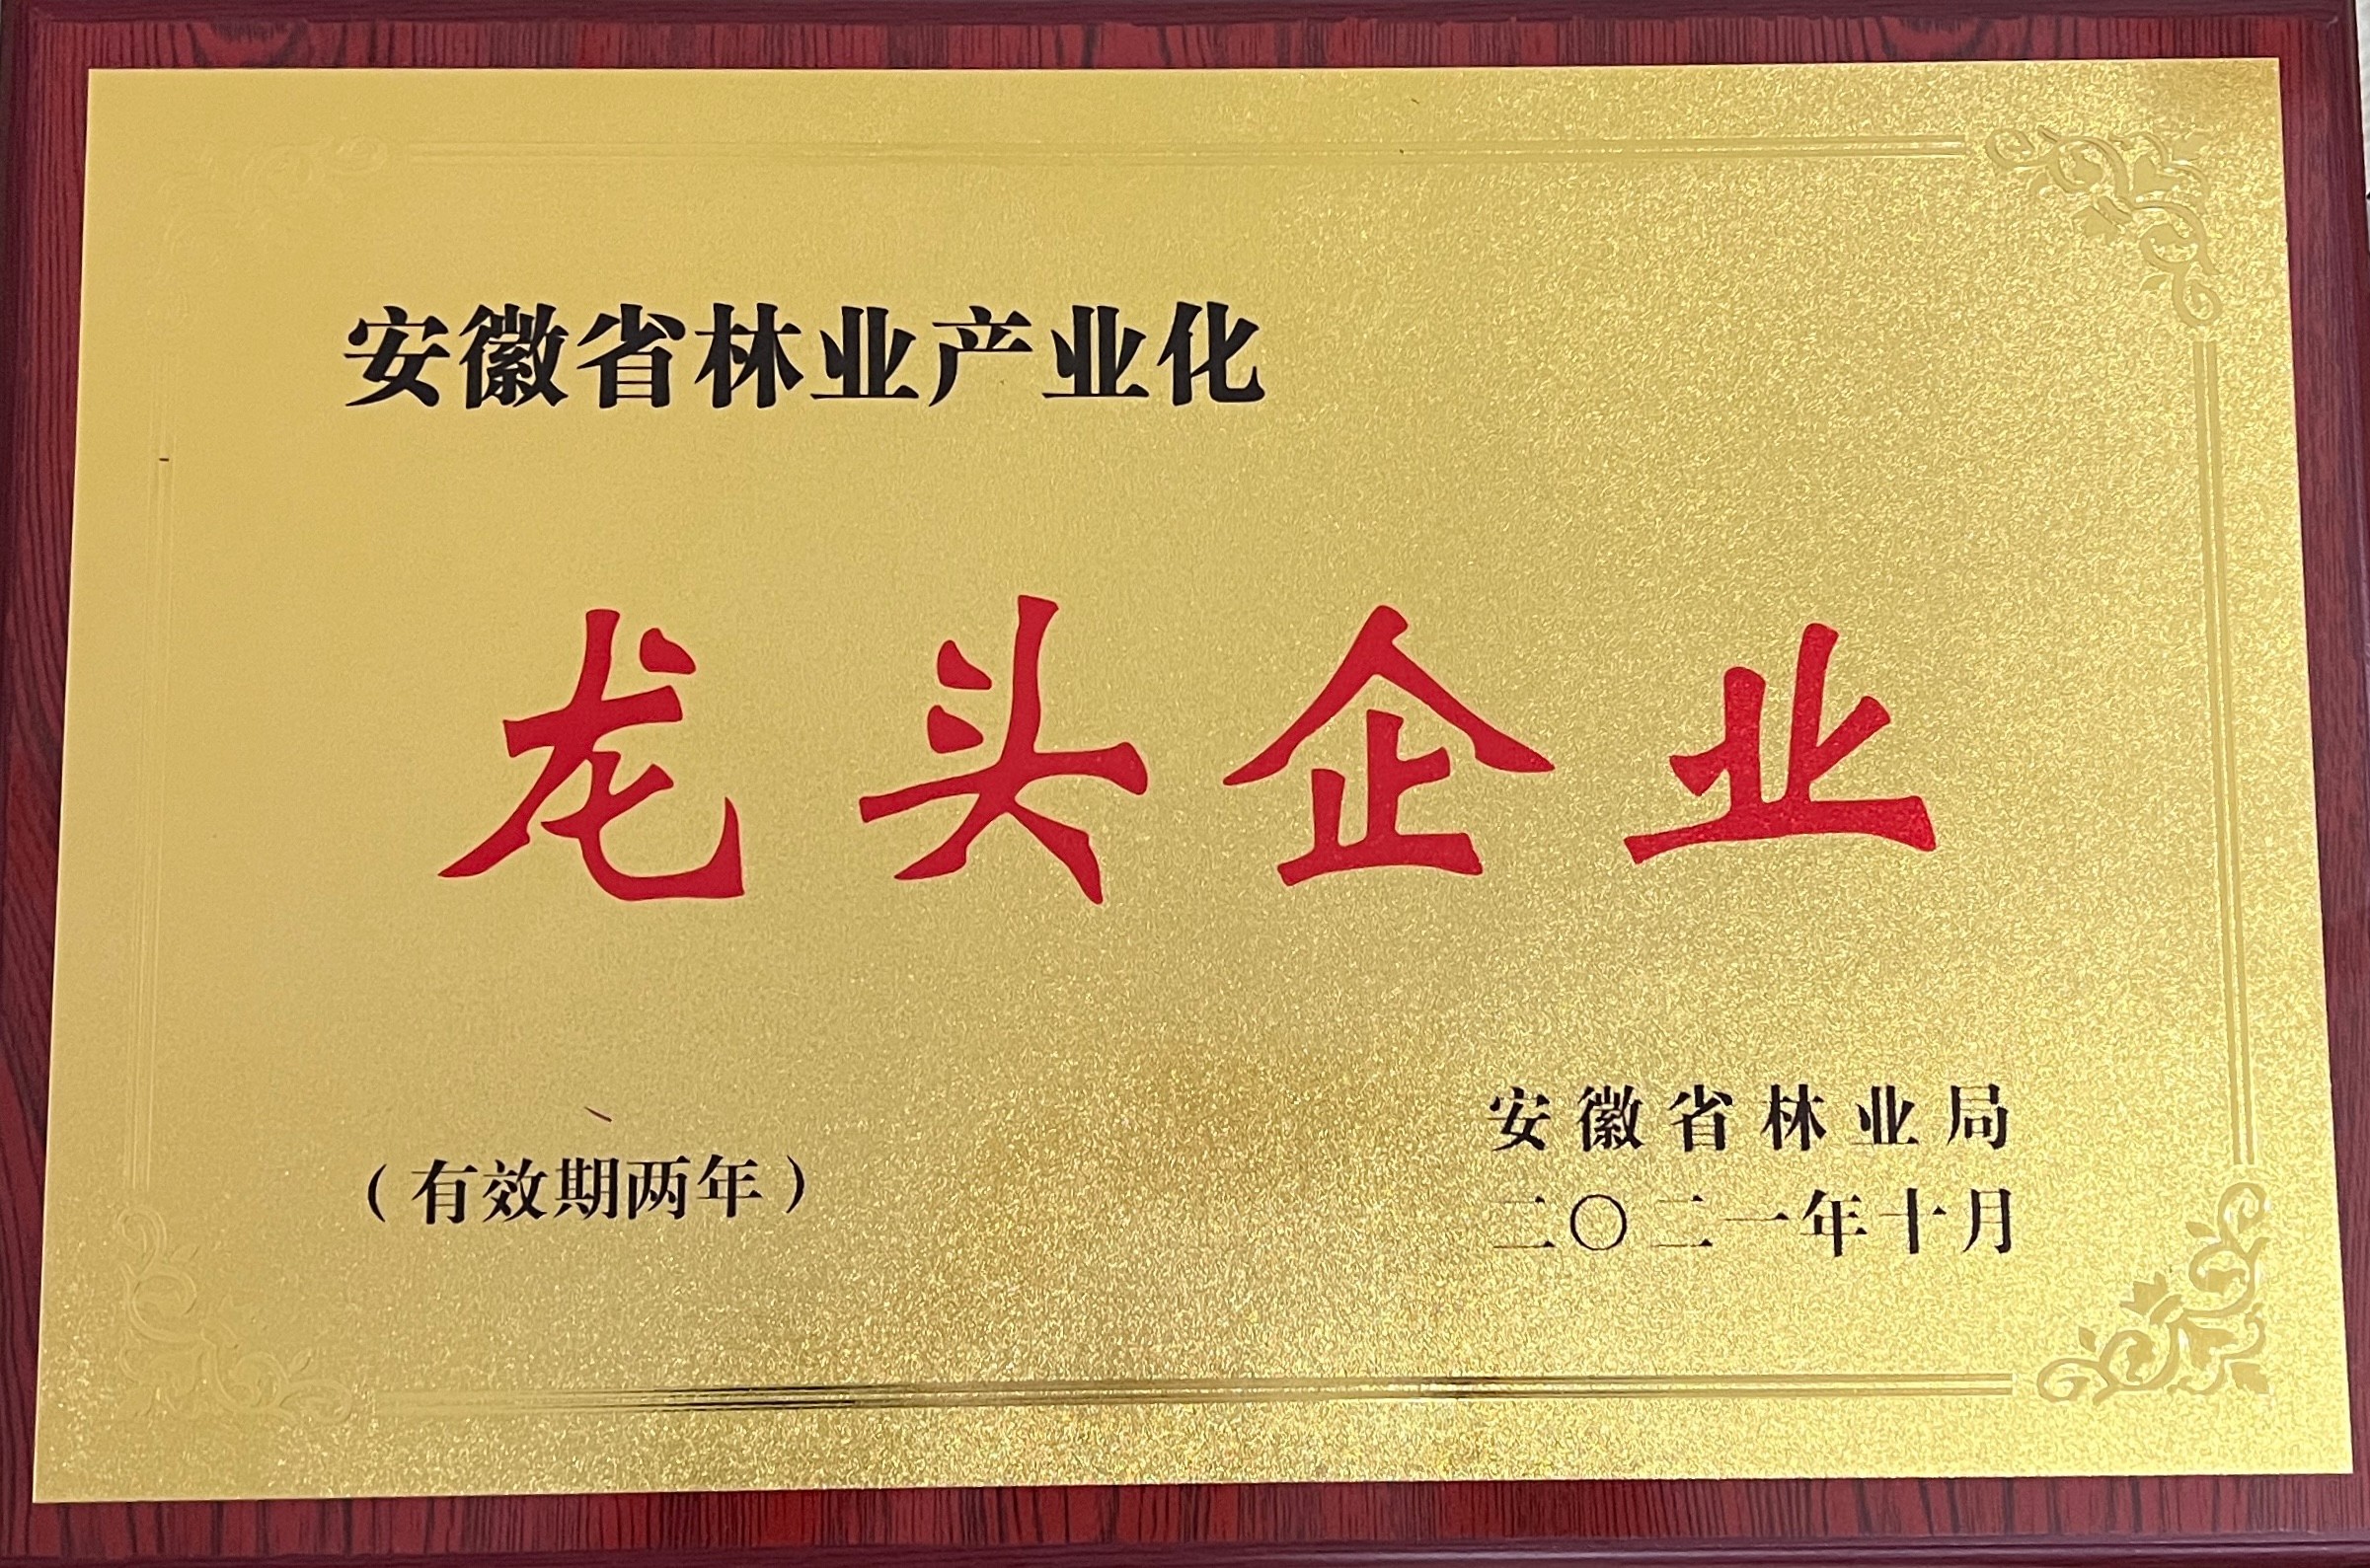 安徽省林业产业化
龙头企业
（有效期两年）
安徽省林业局
二〇二一年十月